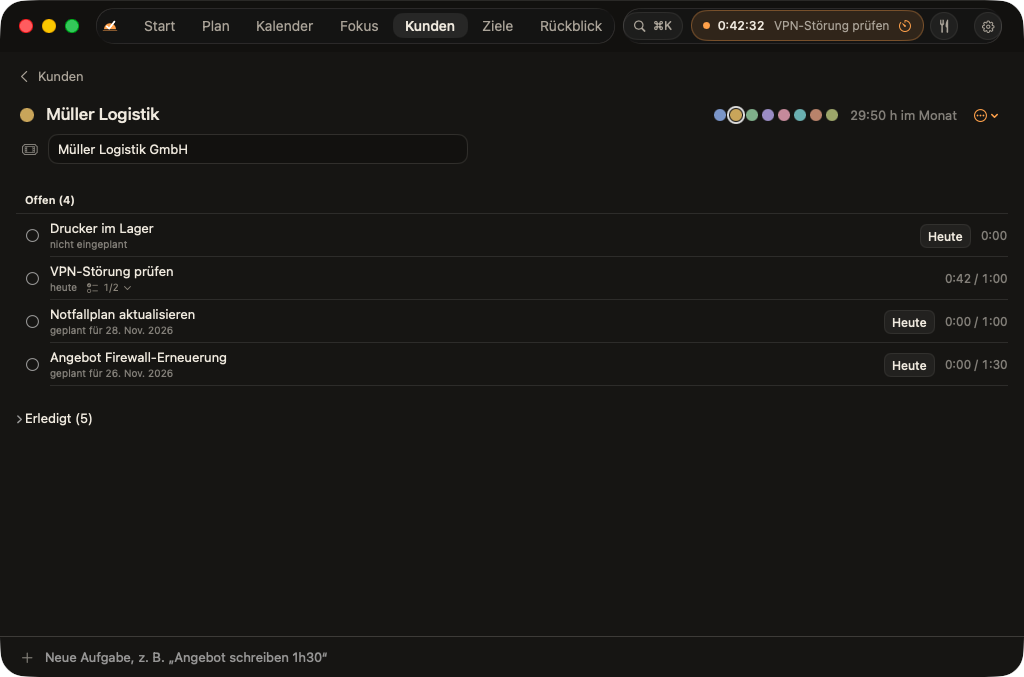 Start Plan Kalender Fokus Kunden Ziele Rückblick ⌘K 0:42:32 VPN-Störung prüfen
Kunden
Müller Logistik 29:50 h im Monat
Müller Logistik GmbH
Offen (4)
Drucker im Lager
nicht eingeplant
Heute 0:00
VPN-Störung prüfen
heute 1/2
0:42 / 1:00
Notfallplan aktualisieren
geplant für 28. Nov. 2026
Heute 0:00 / 1:00
Angebot Firewall-Erneuerung
geplant für 26. Nov. 2026
Heute 0:00 / 1:30
Erledigt (5)
Neue Aufgabe, z. B. „Angebot schreiben 1h30“